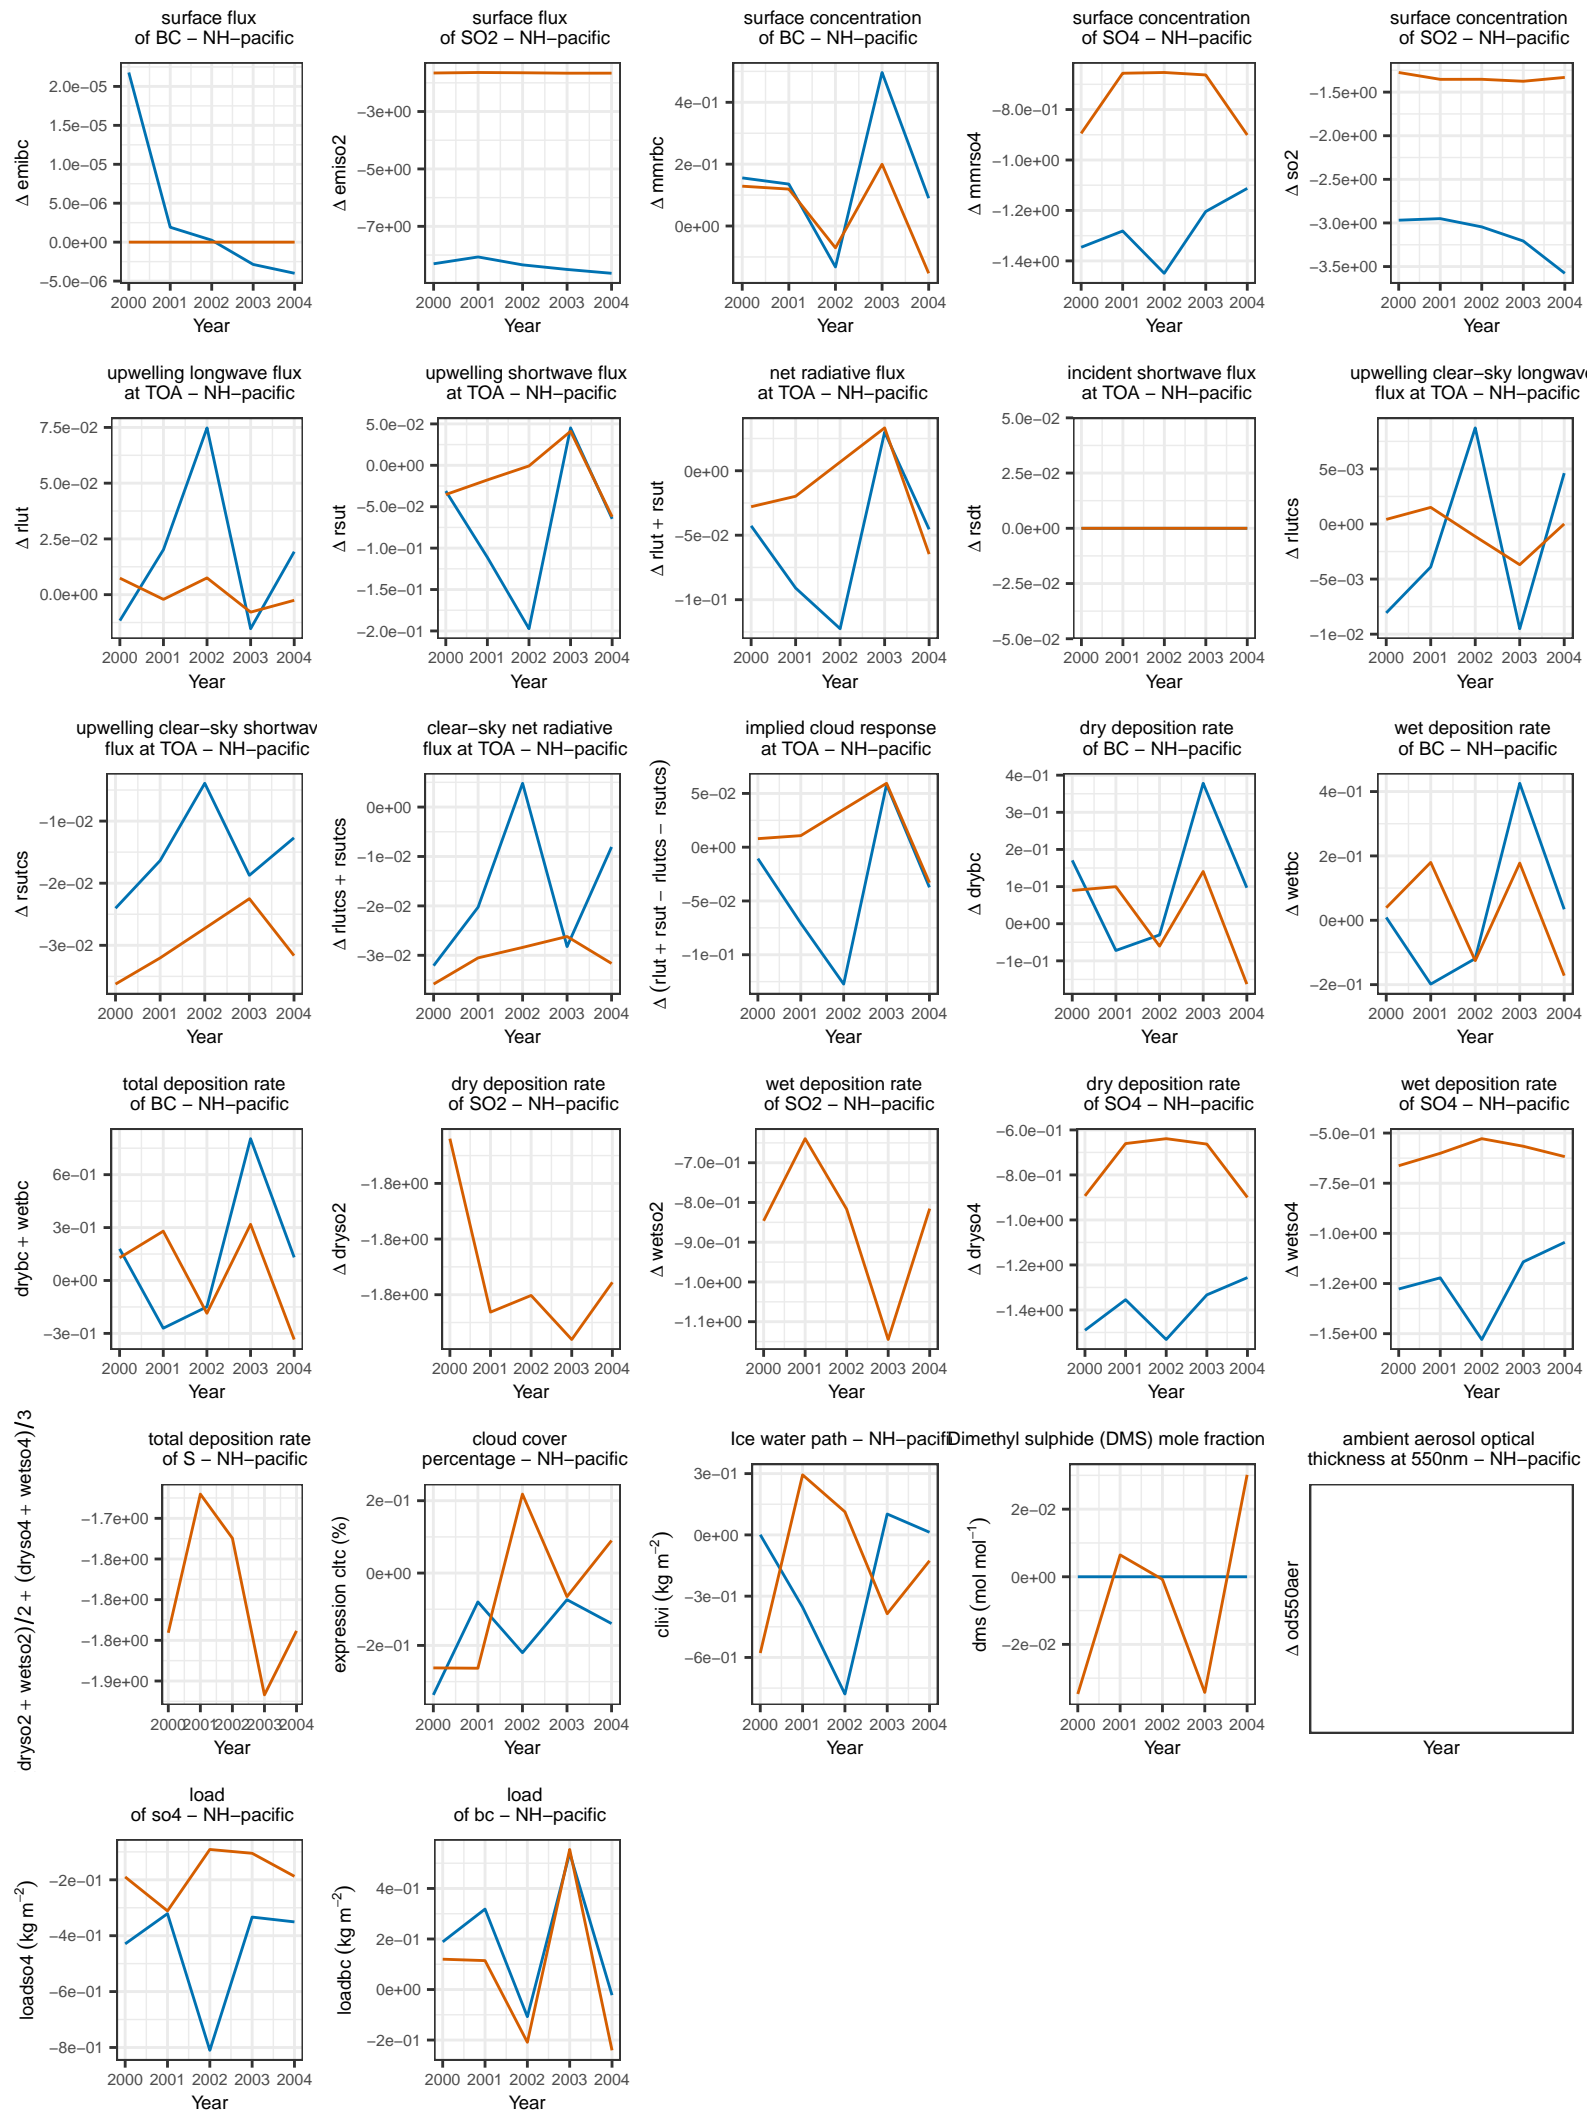 surface flux
of BC − NH−pacific
Δ emibc
2.0e−05
1.5e−05
1.0e−05
5.0e−06
0.0e+00
−5.0e−06
2000 2001 2002 2003 2004
Year
surface flux
of SO2 − NH−pacific
Δ emiso2
−3e+00
−5e+00
−7e+00
2000 2001 2002 2003 2004
Year
surface concentration
of BC − NH−pacific
Δ mmrbc
4e−01
2e−01
0e+00
2000 2001 2002 2003 2004
Year
surface concentration
of SO4 − NH−pacific
Δ mmrso4
−8.0e−01
−1.0e+00
−1.2e+00
−1.4e+00
2000 2001 2002 2003 2004
Year
surface concentration
of SO2 − NH−pacific
Δ so2
−1.5e+00
−2.0e+00
−2.5e+00
−3.0e+00
−3.5e+00
2000 2001 2002 2003 2004
Year
upwelling longwave flux
at TOA − NH−pacific
Δ rlut
7.5e−02
5.0e−02
2.5e−02
0.0e+00
2000 2001 2002 2003 2004
Year
upwelling shortwave flux
at TOA − NH−pacific
Δ rsut
5.0e−02
0.0e+00
−5.0e−02
−1.0e−01
−1.5e−01
−2.0e−01
2000 2001 2002 2003 2004
Year
net radiative flux
at TOA − NH−pacific
Δ rlut + rsut
0e+00
−5e−02
−1e−01
2000 2001 2002 2003 2004
Year
incident shortwave flux
at TOA − NH−pacific
Δ rsdt
5.0e−02
2.5e−02
0.0e+00
−2.5e−02
−5.0e−02
2000 2001 2002 2003 2004
Year
upwelling clear−sky longwave
flux at TOA − NH−pacific
Δ rlutcs
5e−03
0e+00
−5e−03
−1e−02
2000 2001 2002 2003 2004
Year
upwelling clear−sky shortwav
flux at TOA − NH−pacific
Δ rsutcs
−1e−02
−2e−02
−3e−02
2000 2001 2002 2003 2004
Year
clear−sky net radiative
flux at TOA − NH−pacific
Δ rlutcs + rsutcs
0e+00
−1e−02
−2e−02
−3e−02
2000 2001 2002 2003 2004
Year
implied cloud response
at TOA − NH−pacific
Δ (rlut + rsut − rlutcs − rsutcs)
5e−02
0e+00
−5e−02
−1e−01
2000 2001 2002 2003 2004
Year
dry deposition rate
of BC − NH−pacific
Δ drybc
4e−01
3e−01
2e−01
1e−01
0e+00
−1e−01
2000 2001 2002 2003 2004
Year
wet deposition rate
of BC − NH−pacific
Δ wetbc
4e−01
2e−01
0e+00
−2e−01
2000 2001 2002 2003 2004
Year
total deposition rate
of BC − NH−pacific
drybc + wetbc
6e−01
3e−01
0e+00
−3e−01
2000 2001 2002 2003 2004
Year
dry deposition rate
of SO2 − NH−pacific
Δ dryso2
−1.8e+00
−1.8e+00
−1.8e+00
2000 2001 2002 2003 2004
Year
wet deposition rate
of SO2 − NH−pacific
Δ wetso2
−7.0e−01
−8.0e−01
−9.0e−01
−1.0e+00
−1.1e+00
2000 2001 2002 2003 2004
Year
dry deposition rate
of SO4 − NH−pacific
Δ dryso4
−6.0e−01
−8.0e−01
−1.0e+00
−1.2e+00
−1.4e+00
2000 2001 2002 2003 2004
Year
wet deposition rate
of SO4 − NH−pacific
Δ wetso4
−5.0e−01
−7.5e−01
−1.0e+00
−1.2e+00
−1.5e+00
2000 2001 2002 2003 2004
Year
total deposition rate
of S − NH−pacific
dryso2 + wetso2)/2 + (dryso4 + wetso4)/3
−1.7e+00
−1.8e+00
−1.8e+00
−1.8e+00
−1.9e+00
2000 2001 2002 2003 2004
Year
cloud cover
percentage − NH−pacific
expression cltc (%)
2e−01
0e+00
−2e−01
2000 2001 2002 2003 2004
Year
Ice water path − NH−pacifi
clivi (kg m−2)
3e−01
0e+00
−3e−01
−6e−01
2000 2001 2002 2003 2004
Year
Dimethyl sulphide (DMS) mole fraction
dms (mol mol−1)
2e−02
0e+00
−2e−02
2000 2001 2002 2003 2004
Year
ambient aerosol optical
thickness at 550nm − NH−pacific
Δ od550aer
Year
load
of so4 − NH−pacific
loadso4 (kg m−2)
−2e−01
−4e−01
−6e−01
−8e−01
2000 2001 2002 2003 2004
Year
load
of bc − NH−pacific
loadbc (kg m−2)
4e−01
2e−01
0e+00
−2e−01
2000 2001 2002 2003 2004
Year